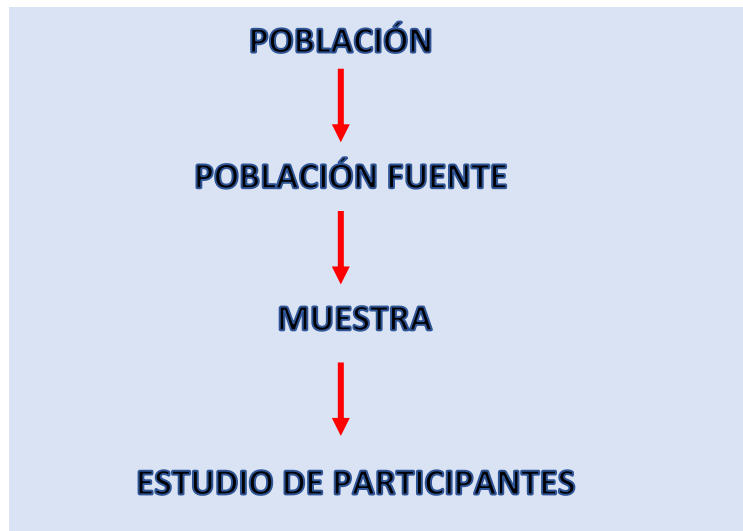 POBLACIÓN
POBLACIÓN FUENTE
MUESTRA
ESTUDIO DE PARTICIPANTES